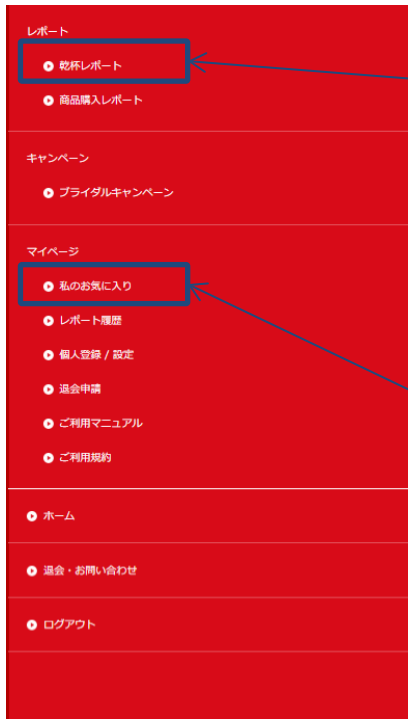 レポート
乾杯レポート
商品購入レポート
キャンペーン
ブライダルキャンペーン
マイページ
私のお気に入り
レポート履歴
個人登録 / 設定
退会申請
ご利用マニュアル
ご利用規約
ホーム
退会・お問い合わせ
ログアウト